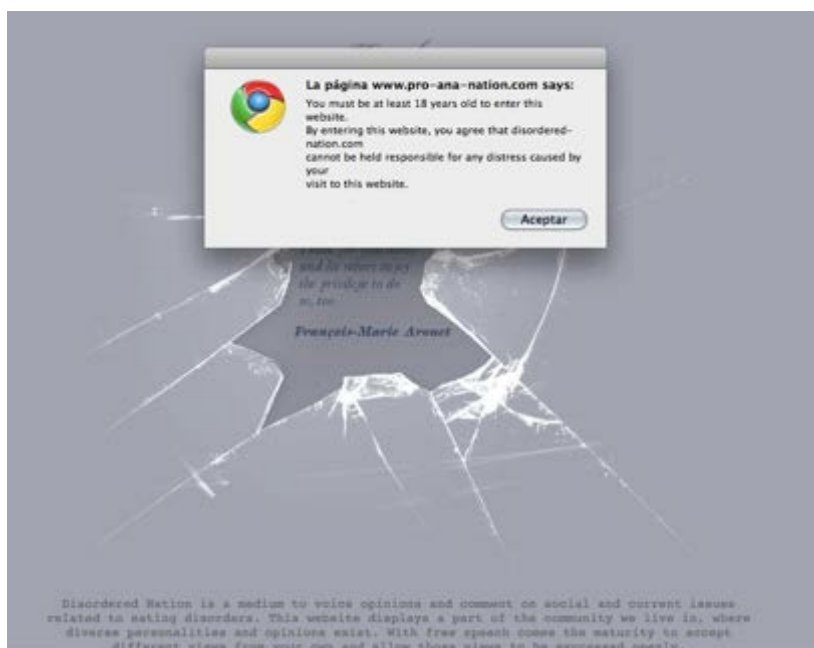 La página www.pro-ana-nation.com says:
You must be at least 18 years old to enter this
website.
By entering this website, you agree that disordered-
nation.com
cannot be held responsible for any distress caused by
your
visit to this website.
Aceptar
the privilege to do
so, too.
François-Marie Arouet
Disordered Nation is a medium to voice opinions and comment on social and current issues
related to eating disorders. This website displays a part of the community we live in, where
diverse personalities and opinions exist. With free speech comes the maturity to accept
different views from your own and allow those views to be expressed openly.